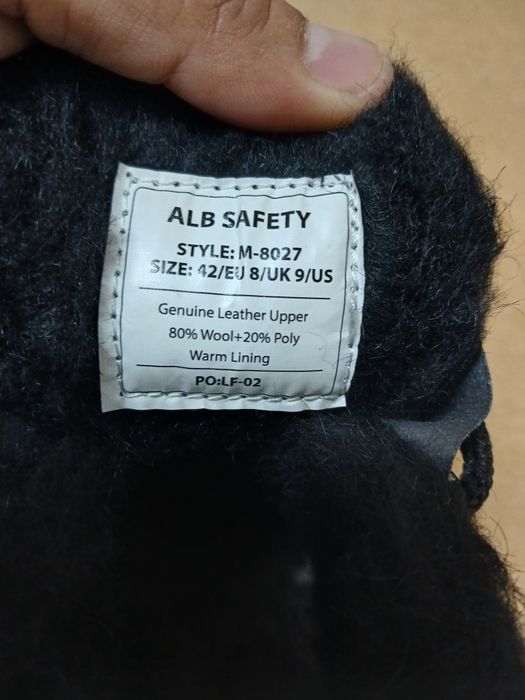 ALB SAFETY
STYLE: M-8027
SIZE: 42/EU 8/UK 9/US
Genuine Leather Upper
80% Wool+20% Poly
Warm Lining
PO:LF-02